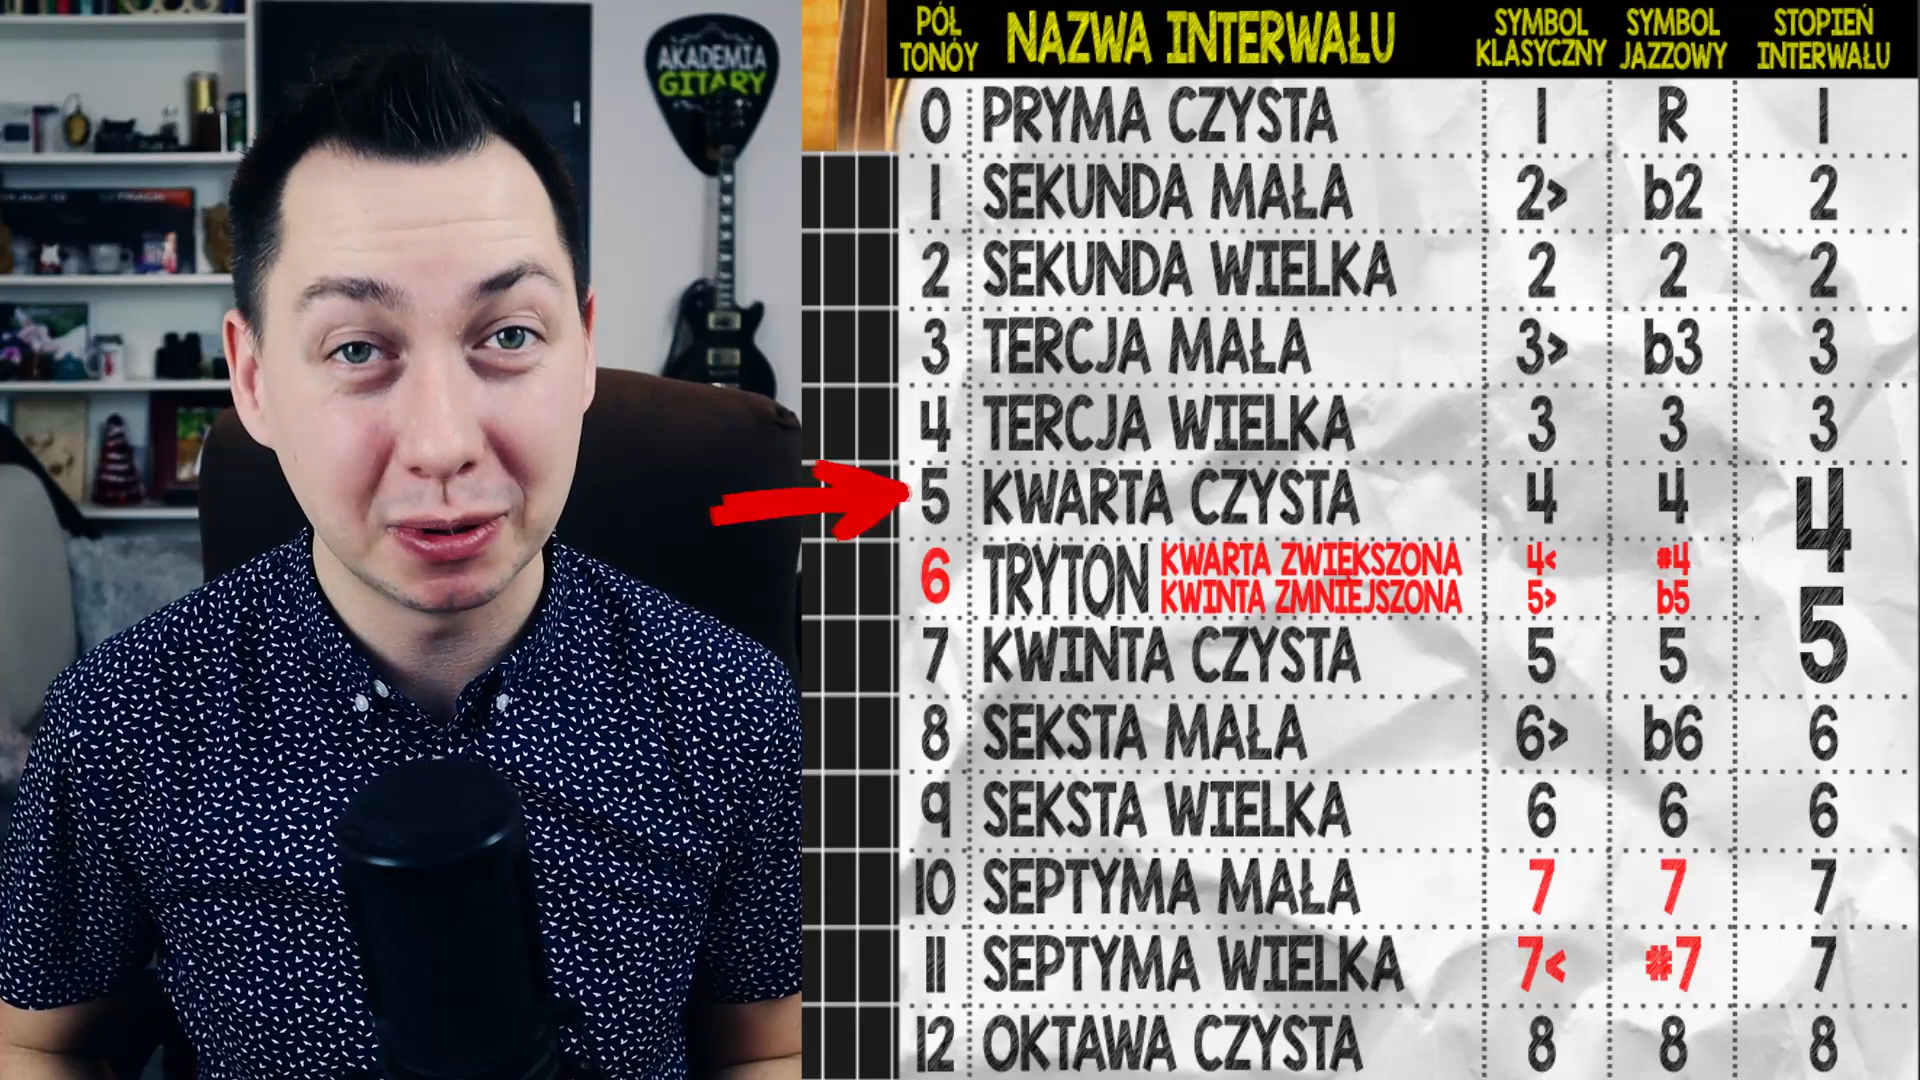 AKADEMIA
GITARY
PÓŁ
TONÓY
NAZWA INTERWAŁU
SYMBOL
KLASYCZNY
SYMBOL
JAZZOWY
STOPIEŃ
INTERWAŁU
0 PRYMA CZYSTA 1 R 1
1 SEKUNDA MAŁA 2> b2 2
2 SEKUNDA WIELKA 2 2 2
3 TERCJA MAŁA 3> b3 3
4 TERCJA WIELKA 3 3 3
5 KWARTA CZYSTA 4 4 4
6 TRYTON KWARTA ZWIĘKSZONA 4< #4
KWINTA ZMNIEJSZONA 5> b5
7 KWINTA CZYSTA 5 5 5
8 SEKSTA MAŁA 6> b6 6
9 SEKSTA WIELKA 6 6 6
10 SEPTYMA MAŁA 7 7 7
11 SEPTYMA WIELKA 7< #7 7
12 OKTAWA CZYSTA 8 8 8